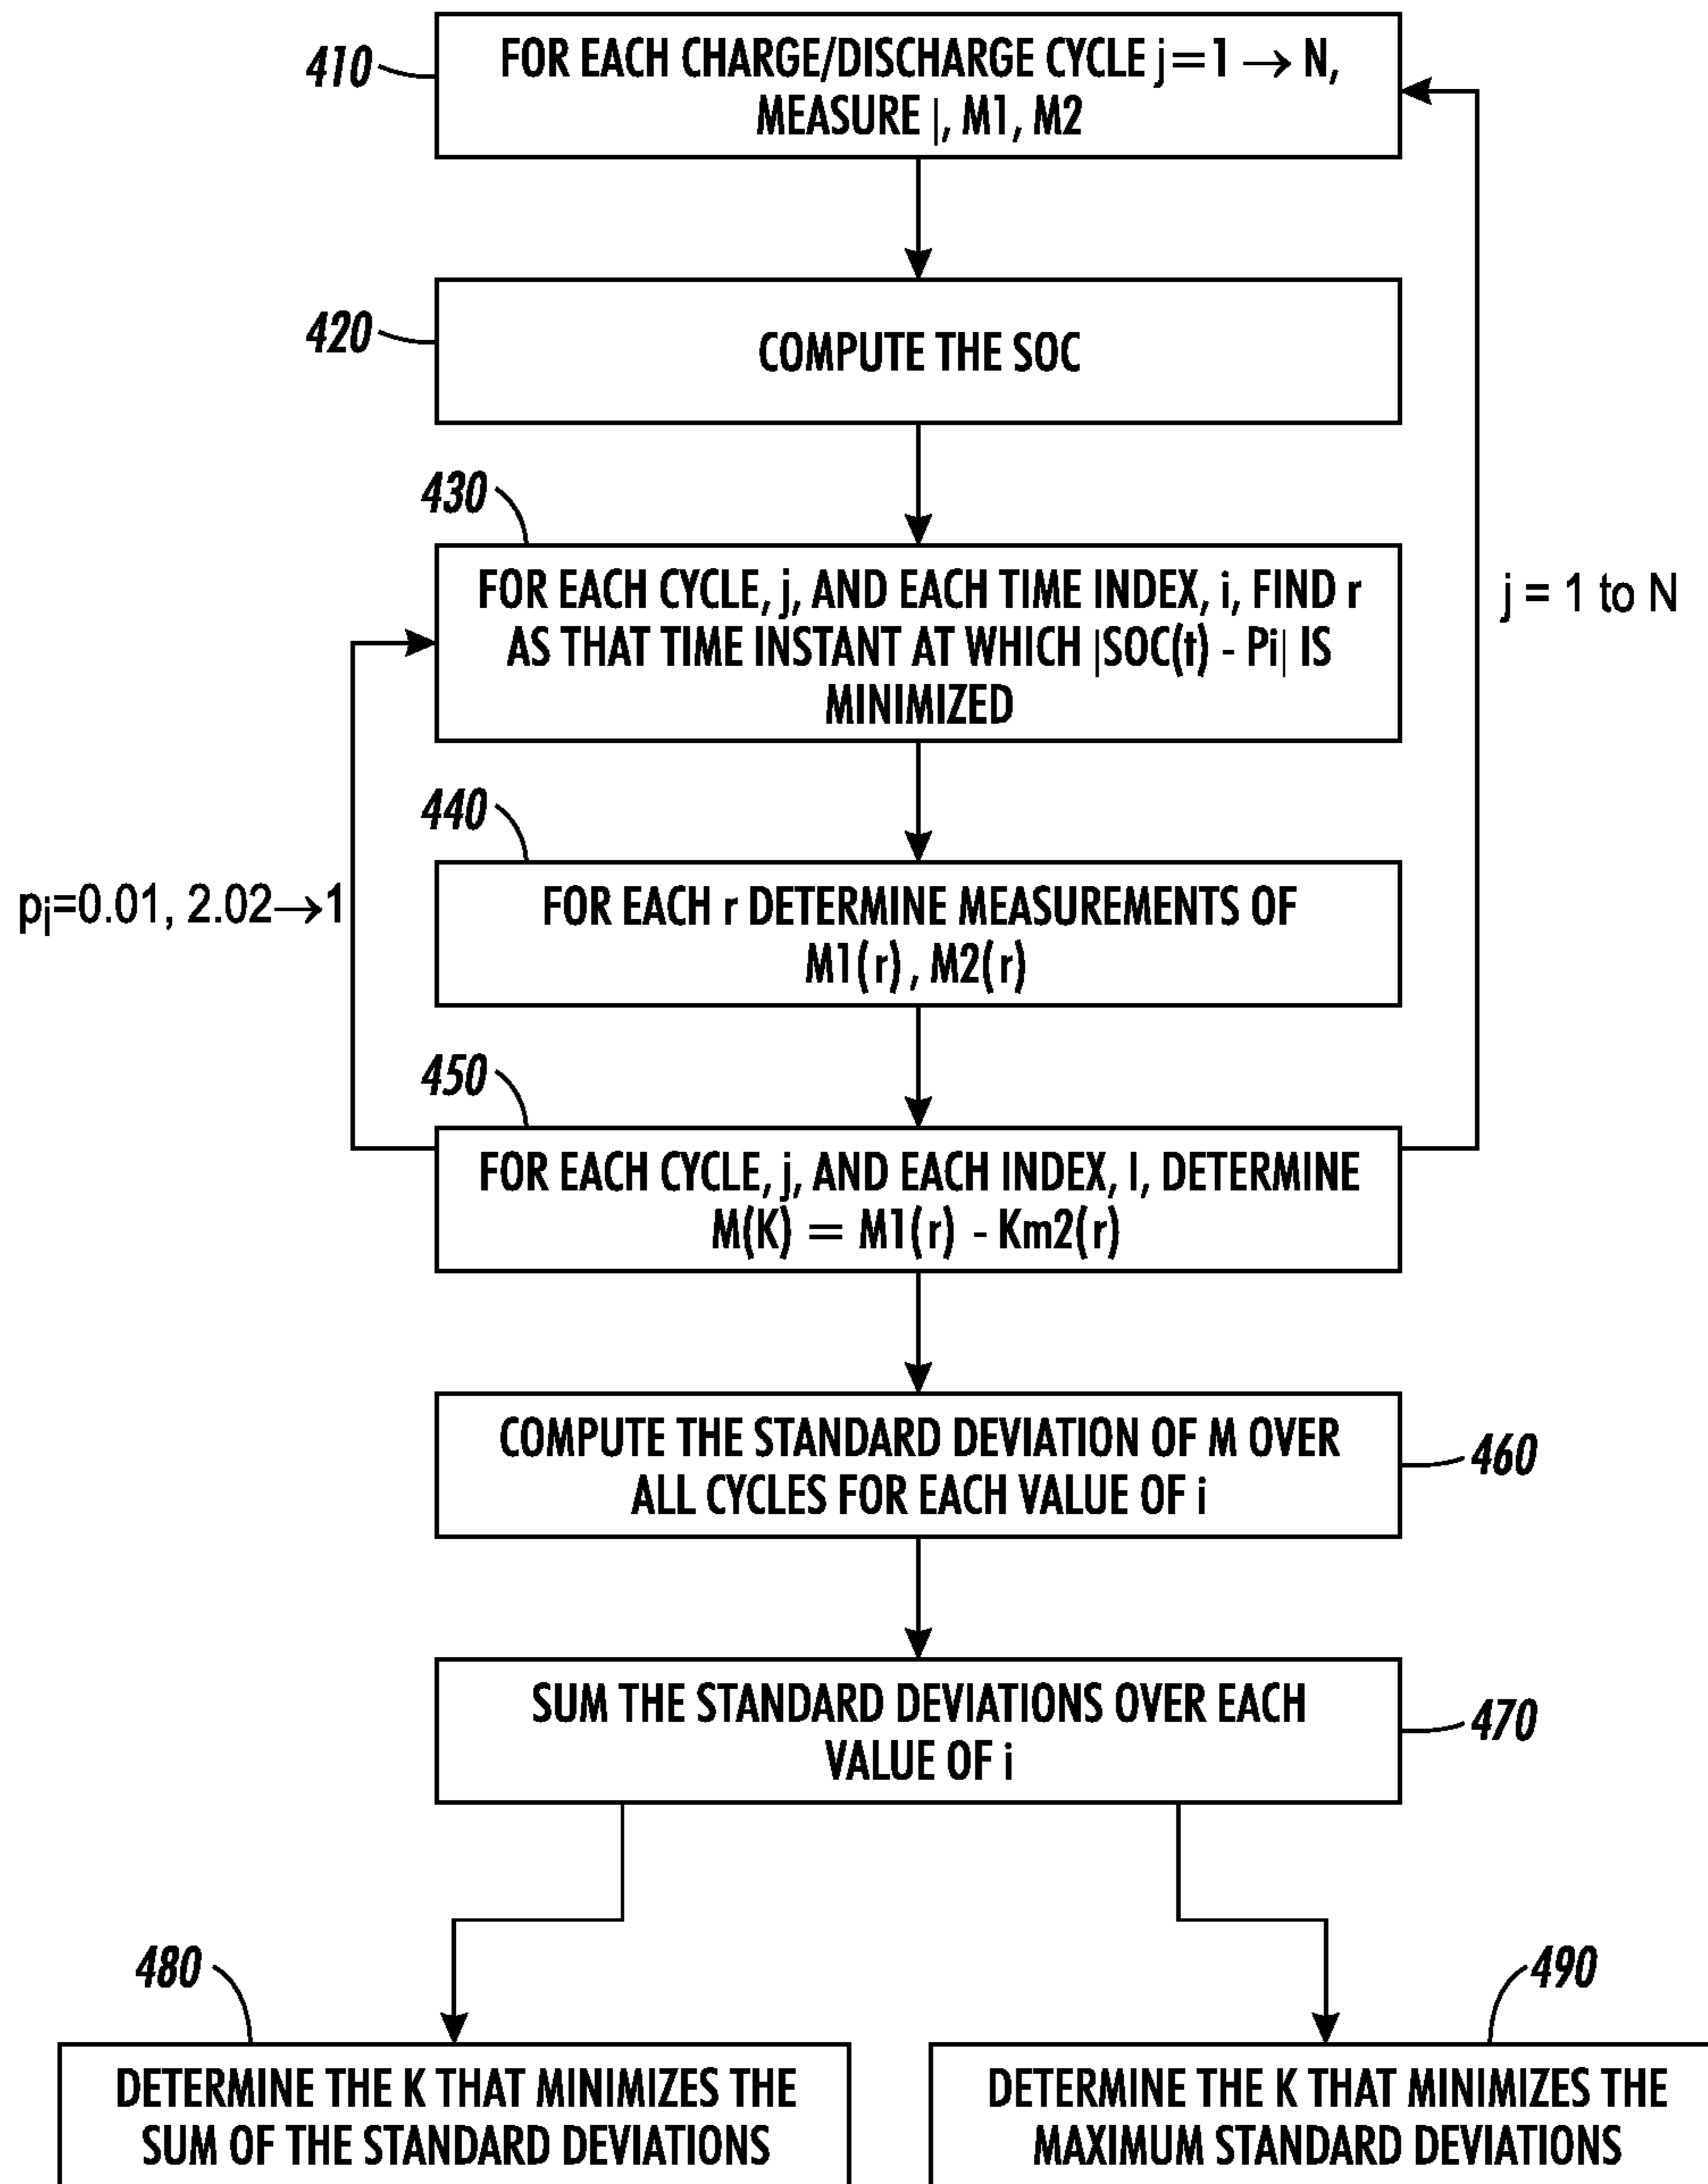 410
FOR EACH CHARGE/DISCHARGE CYCLE j=1 → N,
MEASURE |, M1, M2
420
COMPUTE THE SOC
430
FOR EACH CYCLE, j, AND EACH TIME INDEX, i, FIND r
AS THAT TIME INSTANT AT WHICH |SOC(t) - Pi| IS
MINIMIZED
j = 1 to N
440
pi=0.01, 2.02→1
FOR EACH r DETERMINE MEASUREMENTS OF
M1(r) , M2(r)
450
FOR EACH CYCLE, j, AND EACH INDEX, I, DETERMINE
M(K) = M1(r) - Km2(r)
COMPUTE THE STANDARD DEVIATION OF M OVER
ALL CYCLES FOR EACH VALUE OF i
460
SUM THE STANDARD DEVIATIONS OVER EACH
VALUE OF i
470
480
DETERMINE THE K THAT MINIMIZES THE
SUM OF THE STANDARD DEVIATIONS
490
DETERMINE THE K THAT MINIMIZES THE
MAXIMUM STANDARD DEVIATIONS